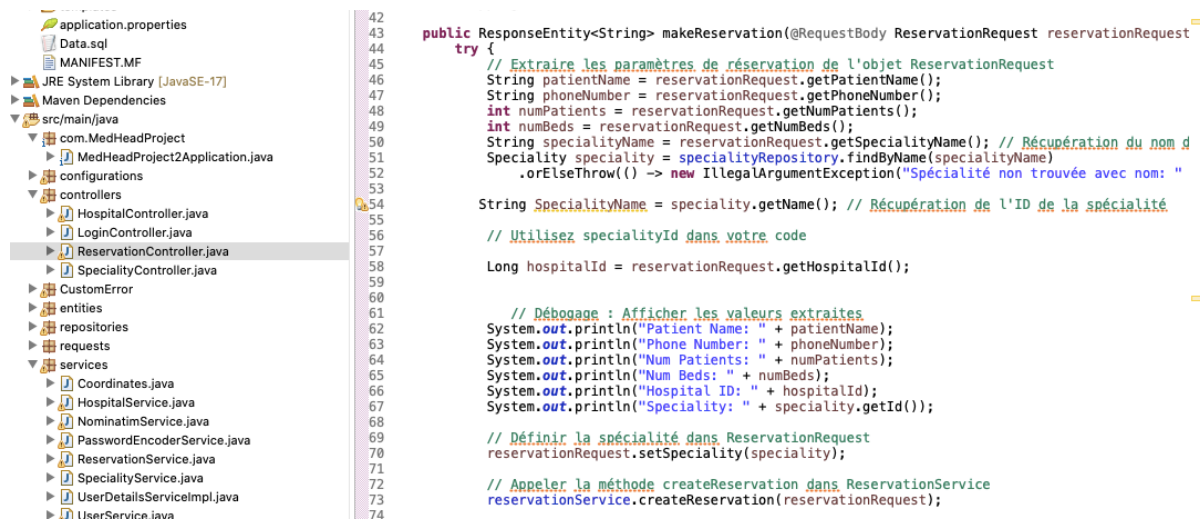 application.properties
Data.sql
MANIFEST.MF
JRE System Library [JavaSE-17]
Maven Dependencies
src/main/java
com.MedHeadProject
MedHeadProject2Application.java
configurations
controllers
HospitalController.java
LoginController.java
ReservationController.java
SpecialityController.java
CustomError
entities
repositories
requests
services
Coordinates.java
HospitalService.java
NominatimService.java
PasswordEncoderService.java
ReservationService.java
SpecialityService.java
UserDetailsServiceImpl.java
UserService.java
42
43 public ResponseEntity<String> makeReservation(@RequestBody ReservationRequest reservationRequest
44 try {
45 // Extraire les paramètres de réservation de l'objet ReservationRequest
46 String patientName = reservationRequest.getPatientName();
47 String phoneNumber = reservationRequest.getPhoneNumber();
48 int numPatients = reservationRequest.getNumPatients();
49 int numBeds = reservationRequest.getNumBeds();
50 String specialityName = reservationRequest.getSpecialityName(); // Récupération du nom d
51 Speciality speciality = specialityRepository.findByName(specialityName)
52 .orElseThrow(() -> new IllegalArgumentException("Spécialité non trouvée avec nom: "
53
54 String SpecialityName = speciality.getName(); // Récupération de l'ID de la spécialité
55
56 // Utilisez specialityId dans votre code
57
58 Long hospitalId = reservationRequest.getHospitalId();
59
60
61 // Débogage : Afficher les valeurs extraites
62 System.out.println("Patient Name: " + patientName);
63 System.out.println("Phone Number: " + phoneNumber);
64 System.out.println("Num Patients: " + numPatients);
65 System.out.println("Num Beds: " + numBeds);
66 System.out.println("Hospital ID: " + hospitalId);
67 System.out.println("Speciality: " + speciality.getId());
68
69 // Définir la spécialité dans ReservationRequest
70 reservationRequest.setSpeciality(speciality);
71
72 // Appeler la méthode createReservation dans ReservationService
73 reservationService.createReservation(reservationRequest);
74